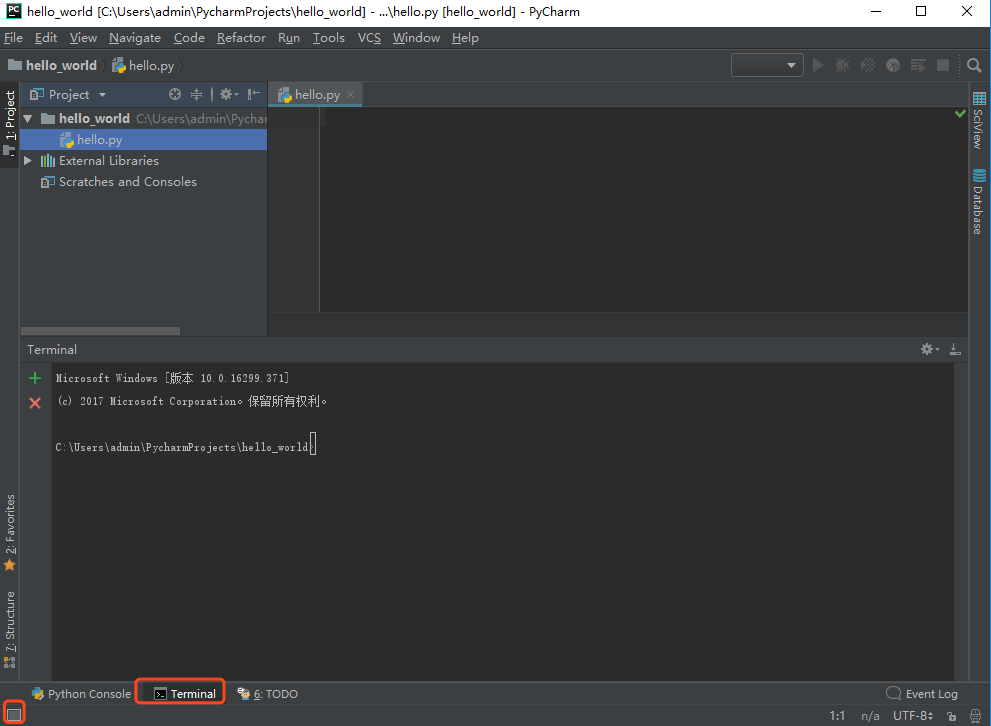 PC hello_world [C:\Users\admin\PycharmProjects\hello_world] - ...\hello.py [hello_world] - PyCharm
File Edit View Navigate Code Refactor Run Tools VCS Window Help
hello_world hello.py
1: Project
Project
hello.py
hello_world C:\Users\admin\Pychar
hello.py
External Libraries
Scratches and Consoles
SciView
Database
Terminal
Microsoft Windows [版本 10.0.16299.371]
(c) 2017 Microsoft Corporation。保留所有权利。
C:\Users\admin\PycharmProjects\hello_world>
2: Favorites
7: Structure
Python Console Terminal 6: TODO Event Log
1:1 n/a UTF-8